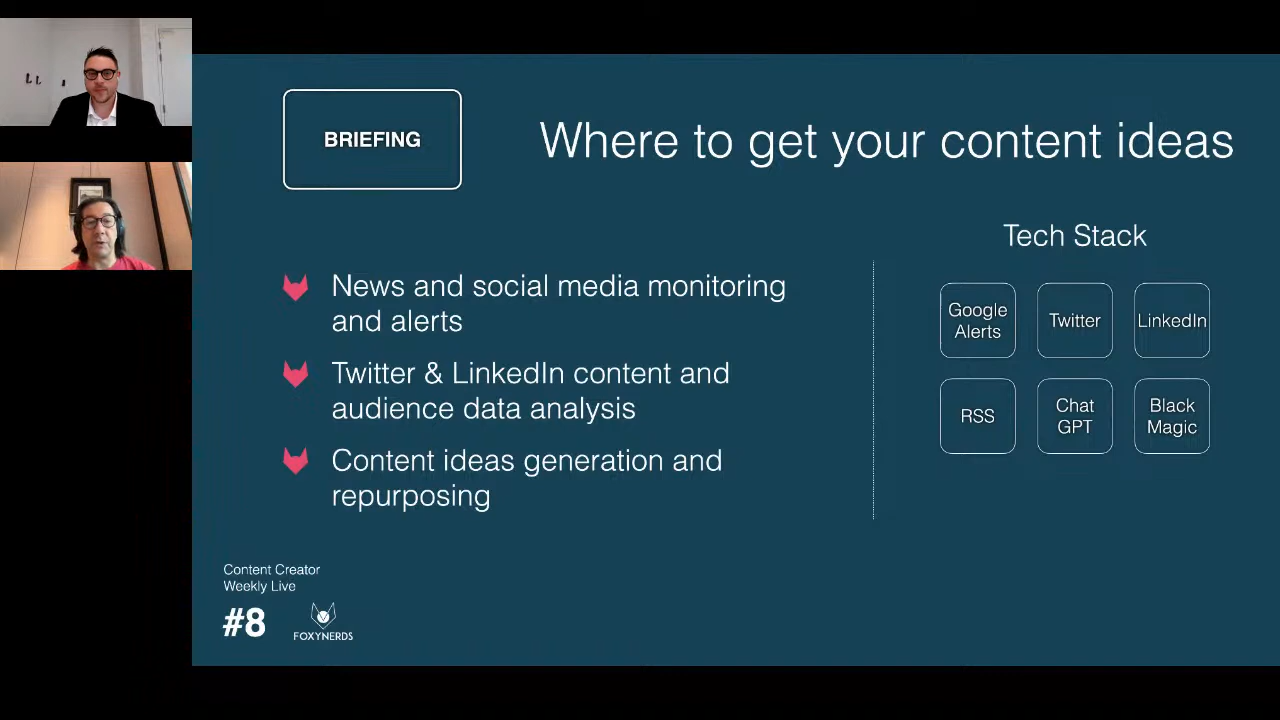 BRIEFING
Where to get your content ideas
News and social media monitoring
and alerts
Twitter & LinkedIn content and
audience data analysis
Content ideas generation and
repurposing
Tech Stack
Google
Alerts
Twitter
LinkedIn
RSS
Chat
GPT
Black
Magic
Content Creator
Weekly Live
#8
FOXYNERDS